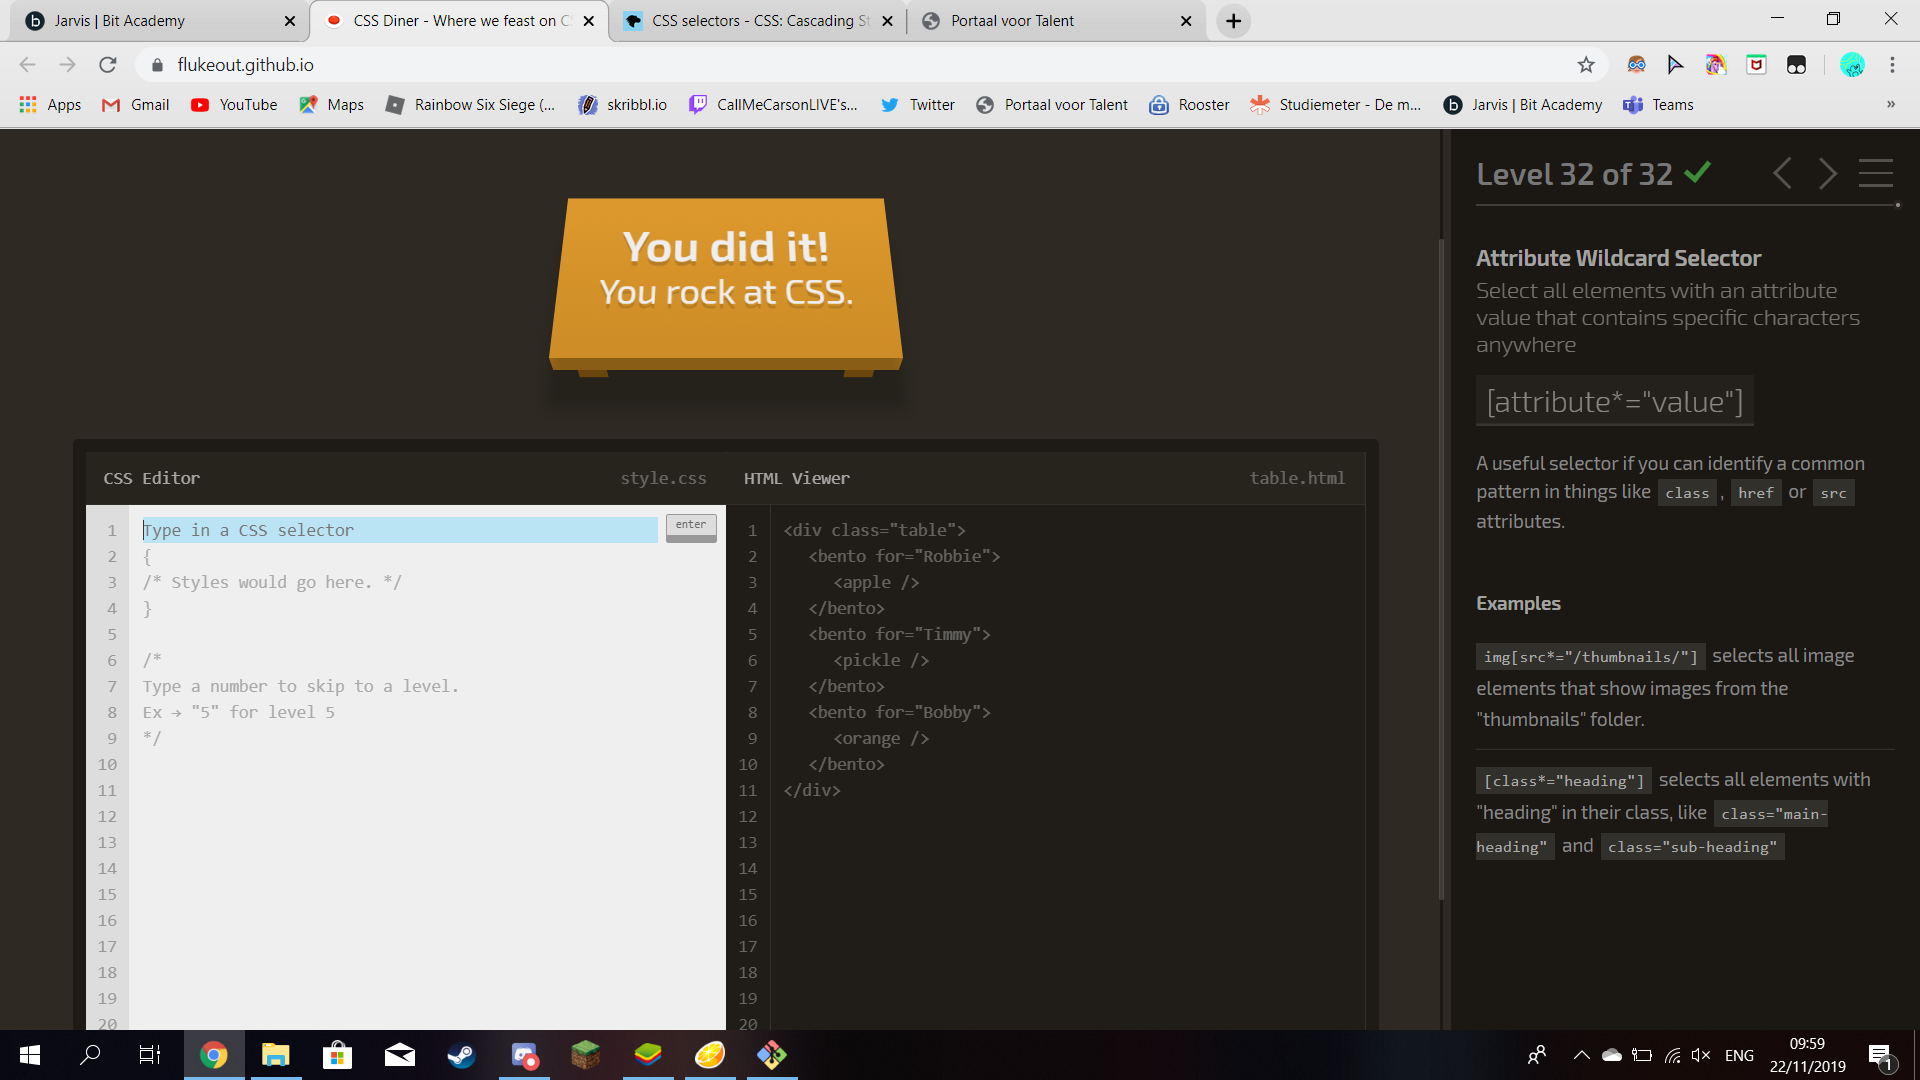 Jarvis | Bit Academy
CSS Diner - Where we feast on C
CSS selectors - CSS: Cascading St
Portaal voor Talent
flukeout.github.io
Apps
Gmail
YouTube
Maps
Rainbow Six Siege (...
skribbl.io
CallMeCarsonLIVE's...
Twitter
Portaal voor Talent
Rooster
Studiemeter - De m...
Jarvis | Bit Academy
Teams
»
You did it!
You rock at CSS.
CSS Editor
style.css
HTML Viewer
table.html
1 Type in a CSS selector
enter
2 {
3 /* Styles would go here. */
4 }
5
6 /*
7 Type a number to skip to a level.
8 Ex → "5" for level 5
9 */
10
11
12
13
14
15
16
17
18
19
20
1 <div class="table">
2 <bento for="Robbie">
3 <apple />
4 </bento>
5 <bento for="Timmy">
6 <pickle />
7 </bento>
8 <bento for="Bobby">
9 <orange />
10 </bento>
11 </div>
12
13
14
15
16
17
18
19
20
Level 32 of 32
Attribute Wildcard Selector
Select all elements with an attribute
value that contains specific characters
anywhere
[attribute*="value"]
A useful selector if you can identify a common
pattern in things like class , href or src
attributes.
Examples
img[src*="/thumbnails/"] selects all image
elements that show images from the
"thumbnails" folder.
[class*="heading"] selects all elements with
"heading" in their class, like class="main-
heading" and class="sub-heading"
ENG
09:59
22/11/2019
1